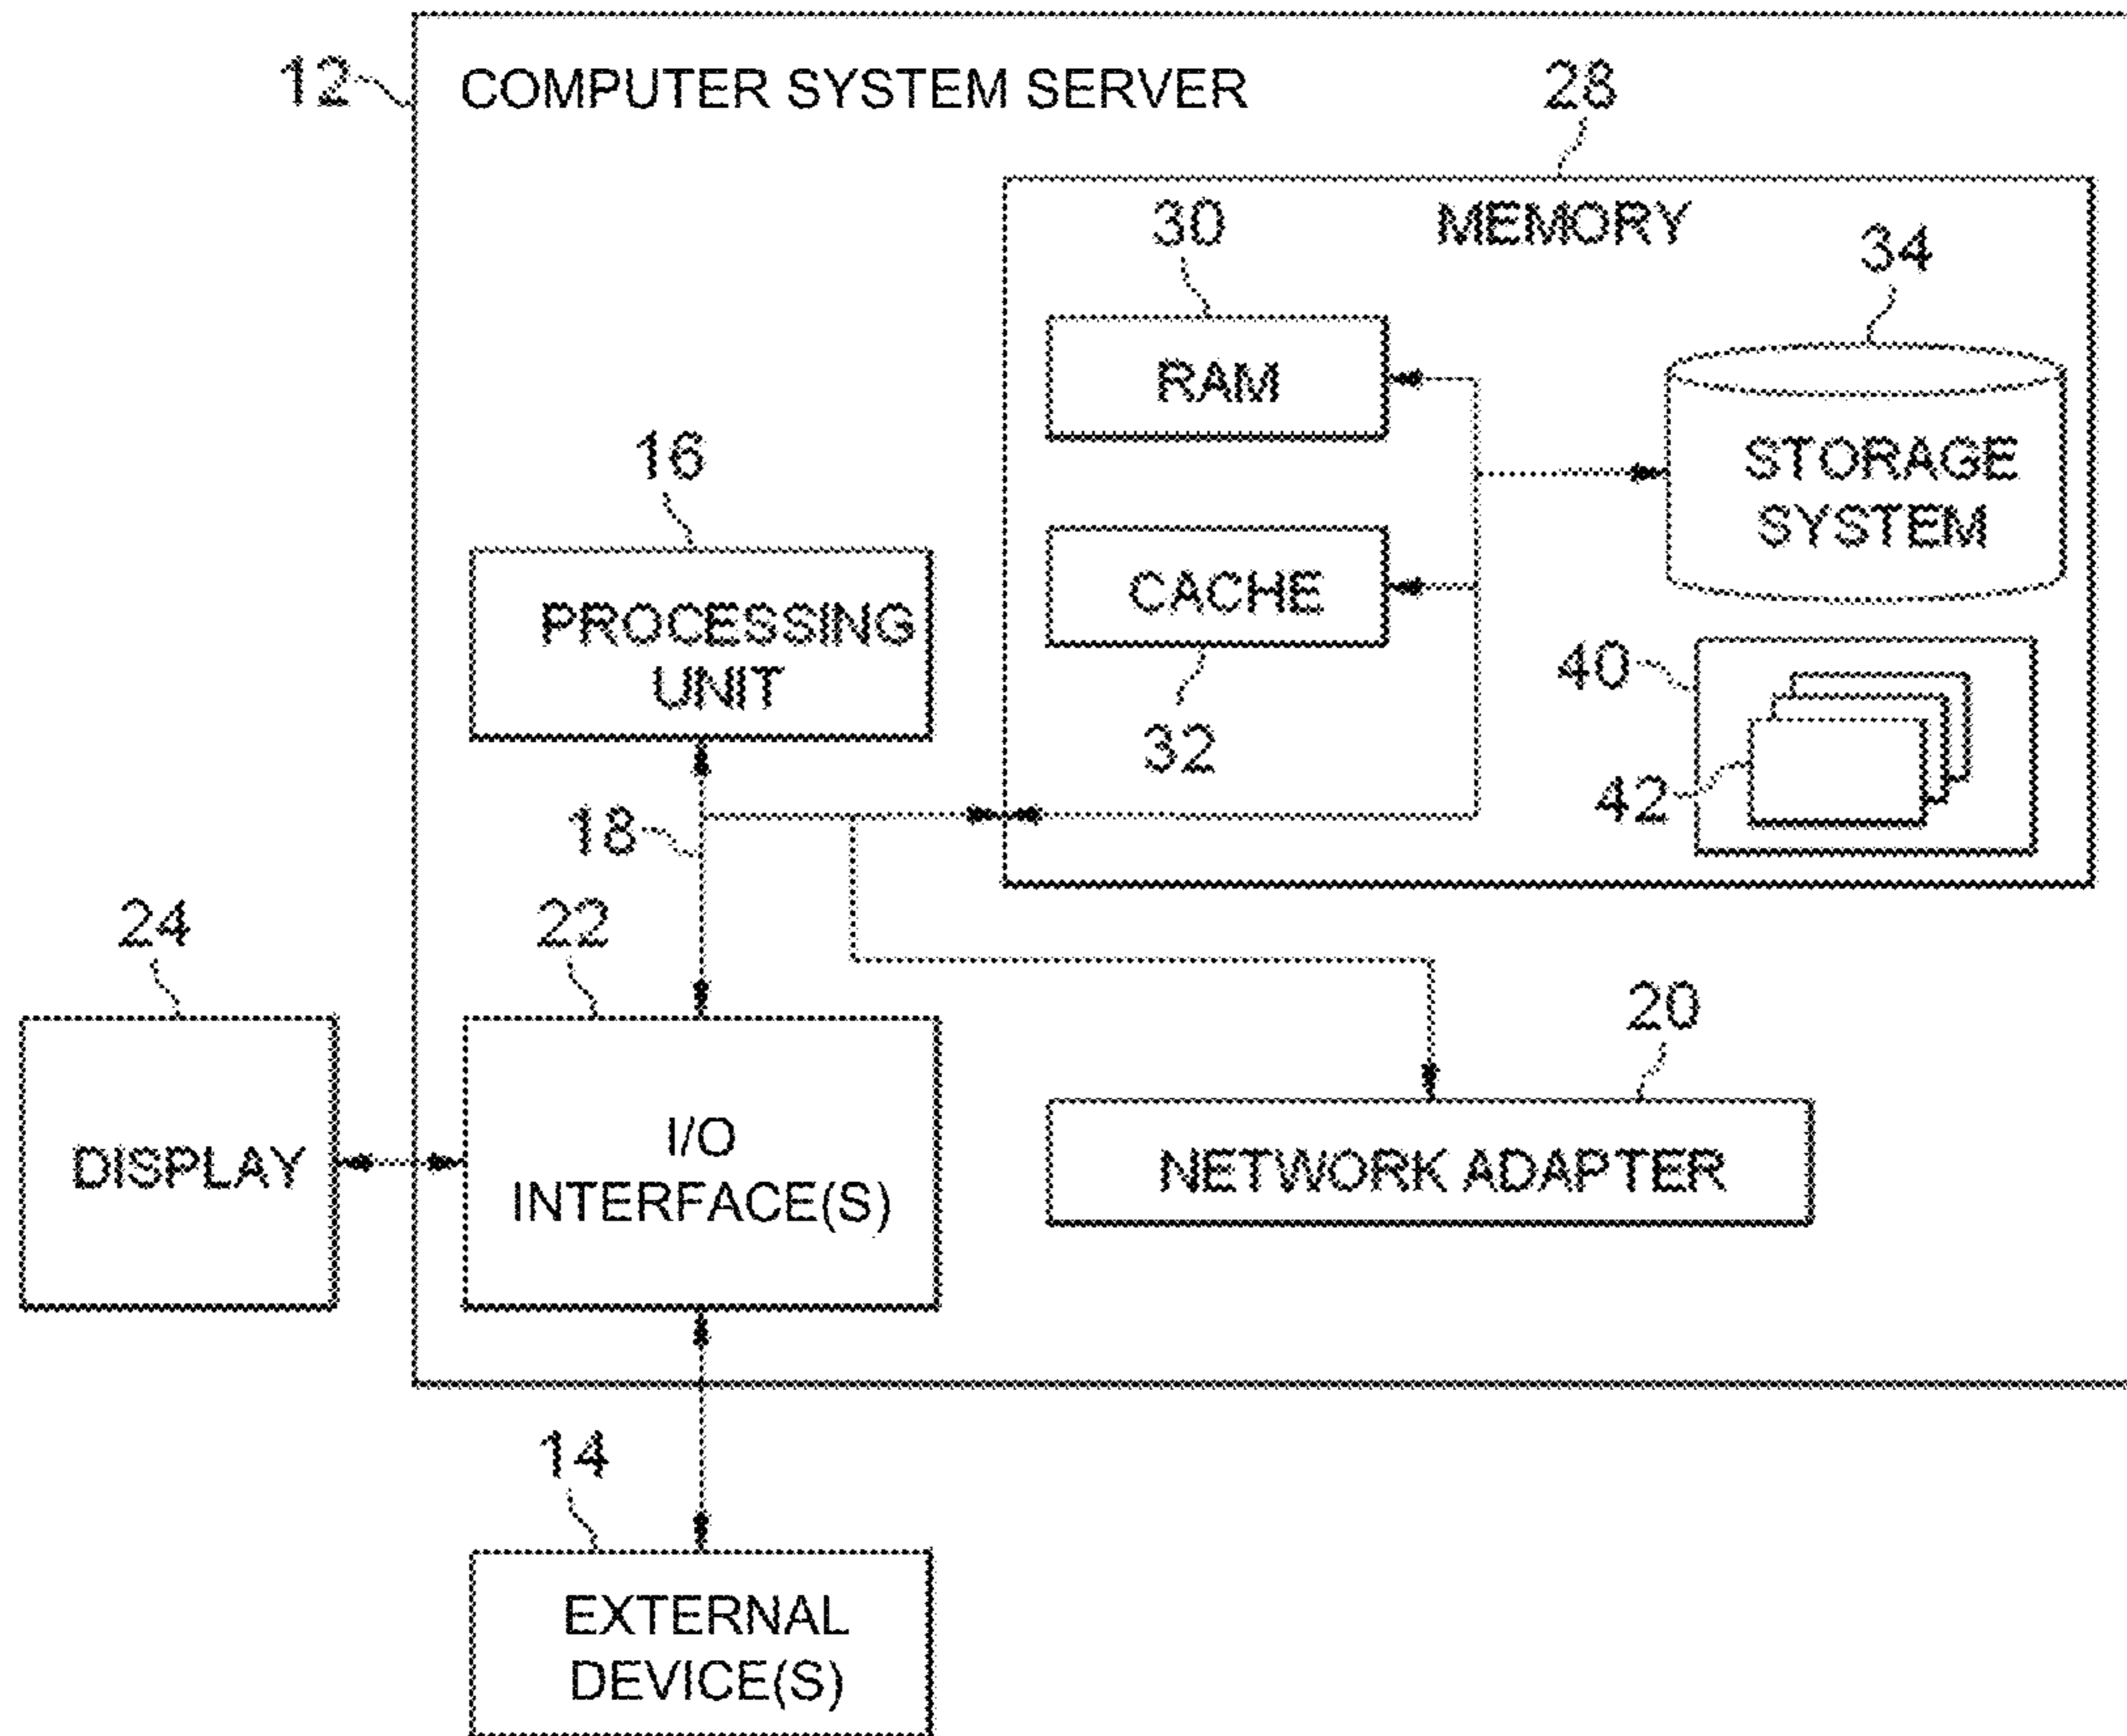 12
COMPUTER SYSTEM SERVER
28
MEMORY
30
34
RAM
STORAGE
SYSTEM
16
PROCESSING
UNIT
CACHE
32
40
42
18
24
22
20
DISPLAY
I/O
INTERFACE(S)
NETWORK ADAPTER
14
EXTERNAL
DEVICE(S)